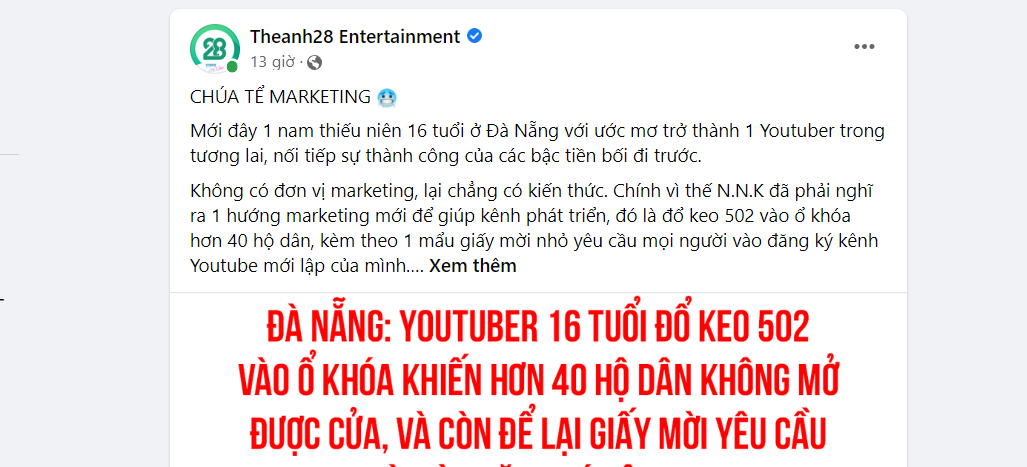 28
Theanh28 Entertainment
13 giờ ·
CHÚA TỂ MARKETING 🥶
Mới đây 1 nam thiếu niên 16 tuổi ở Đà Nẵng với ước mơ trở thành 1 Youtuber trong
tương lai, nối tiếp sự thành công của các bậc tiền bối đi trước.
Không có đơn vị marketing, lại chẳng có kiến thức. Chính vì thế N.N.K đã phải nghĩ
ra 1 hướng marketing mới để giúp kênh phát triển, đó là đổ keo 502 vào ổ khóa
hơn 40 hộ dân, kèm theo 1 mẩu giấy mời nhỏ yêu cầu mọi người vào đăng ký kênh
Youtube mới lập của mình.... Xem thêm
ĐÀ NẴNG: YOUTUBER 16 TUỔI ĐỔ KEO 502
VÀO Ổ KHÓA KHIẾN HƠN 40 HỘ DÂN KHÔNG MỞ
ĐƯỢC CỬA, VÀ CÒN ĐỂ LẠI GIẤY MỜI YÊU CẦU